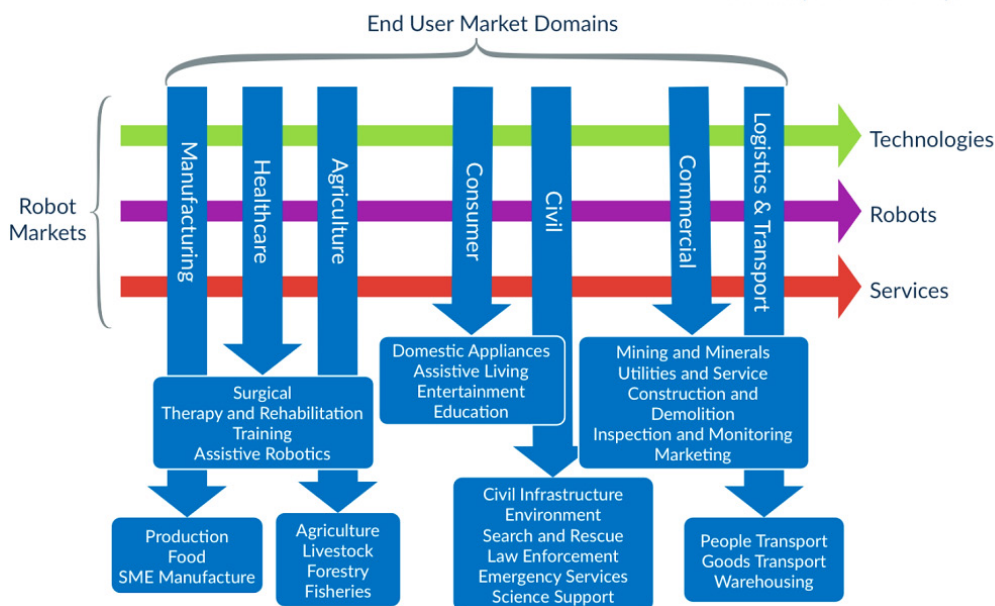 End User Market Domains
Manufacturing
Healthcare
Agriculture
Consumer
Civil
Commercial
Logistics & Transport
Technologies
Robot
Markets
Robots
Services
Surgical
Therapy and Rehabilitation
Training
Assistive Robotics
Domestic Appliances
Assistive Living
Entertainment
Education
Mining and Minerals
Utilities and Service
Construction and
Demolition
Inspection and Monitoring
Marketing
Production
Food
SME Manufacture
Agriculture
Livestock
Forestry
Fisheries
Civil Infrastructure
Environment
Search and Rescue
Law Enforcement
Emergency Services
Science Support
People Transport
Goods Transport
Warehousing